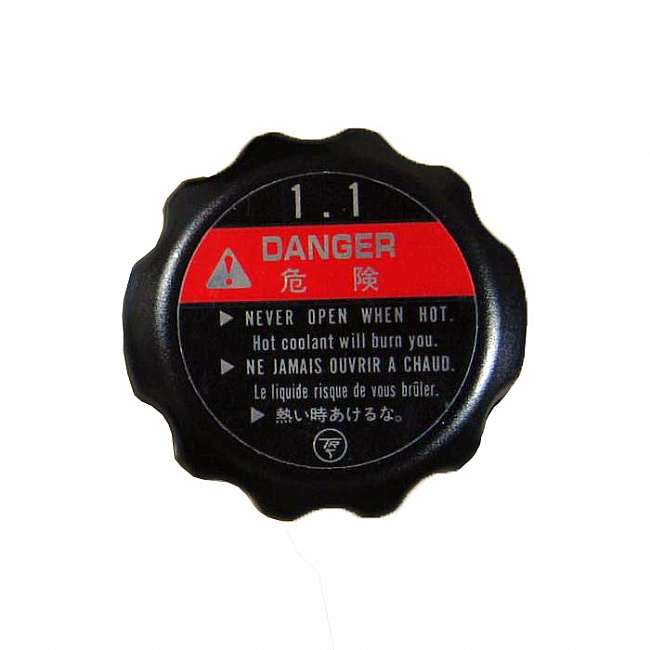 1.1
DANGER
危 険
NEVER OPEN WHEN HOT.
Hot coolant will burn you.
NE JAMAIS OUVRIR A CHAUD.
Le liquide risque de vous brûler.
熱い時あけるな。